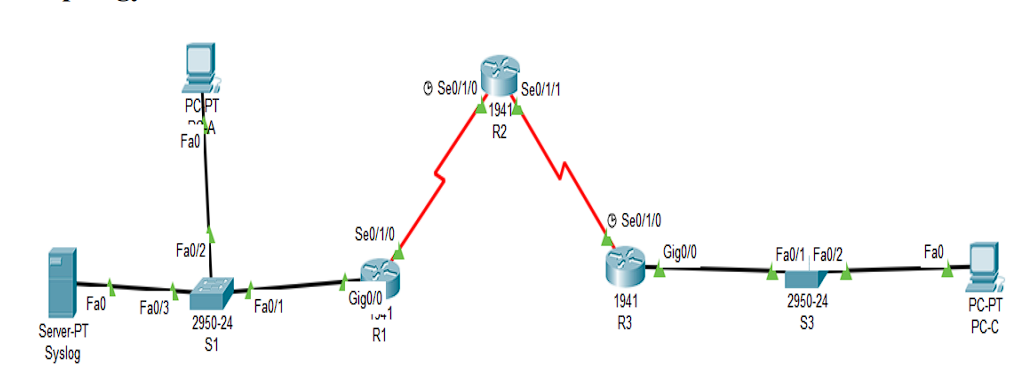 PC-PT
Fa0
Fa0/2
Fa0
Fa0/3
Fa0/1
Server-PT
Syslog
2950-24
S1
Se0/1/0
Gig0/0
R1
Se0/1/0
Se0/1/1
1941
R2
Se0/1/0
Gig0/0
1941
R3
Fa0/1
Fa0/2
2950-24
S3
Fa0
PC-PT
PC-C